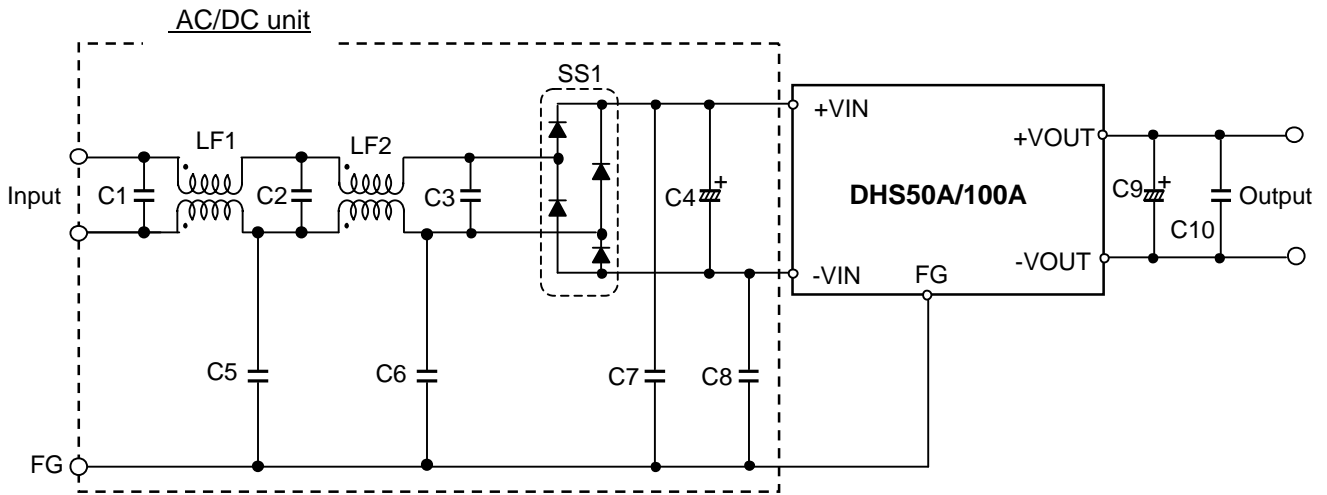 AC/DC unit
SS1
+VIN
LF1
LF2
+VOUT
Input
C1
C2
C3
C4
+
DHS50A/100A
C9
+
C10
Output
-VIN
FG
-VOUT
C5
C6
C7
C8
FG